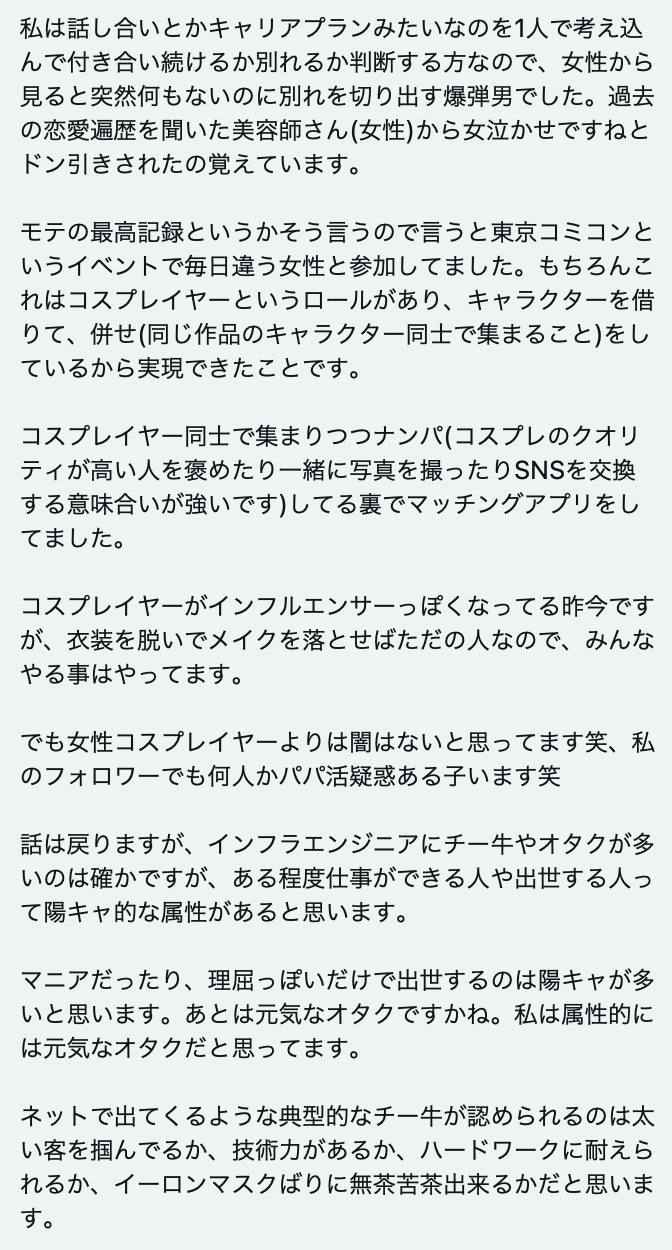 私は話し合いとかキャリアプランみたいなのを1人で考え込
んで付き合い続けるか別れるか判断する方なので、女性から
見ると突然何もないのに別れを切り出す爆弾男でした。過去
の恋愛遍歴を聞いた美容師さん(女性)から女泣かせですねと
ドン引きされたの覚えています。
モテの最高記録というかそう言うので言うと東京コミコンと
いうイベントで毎日違う女性と参加してました。もちろんこ
れはコスプレイヤーというロールがあり、キャラクターを借
りて、併せ(同じ作品のキャラクター同士で集まること)をし
ているから実現できたことです。
コスプレイヤー同士で集まりつつナンパ(コスプレのクオリ
ティが高い人を褒めたり一緒に写真を撮ったりSNSを交換
する意味合いが強いです)してる裏でマッチングアプリをし
てました。
コスプレイヤーがインフルエンサーっぽくなってる昨今です
が、衣装を脱いでメイクを落とせばただの人なので、みんな
やる事はやってます。
でも女性コスプレイヤーよりは闇はないと思ってます笑、私
のフォロワーでも何人かパパ活疑惑ある子います笑
話は戻りますが、インフラエンジニアにチー牛やオタクが多
いのは確かですが、ある程度仕事ができる人や出世する人っ
て陽キャ的な属性があると思います。
マニアだったり、理屈っぽいだけで出世するのは陽キャが多
いと思います。あとは元気なオタクですかね。私は属性的に
は元気なオタクだと思ってます。
ネットで出てくるような典型的なチー牛が認められるのは太
い客を掴んでるか、技術力があるか、ハードワークに耐えら
れるか、イーロンマスクばりに無茶苦茶出来るかだと思いま
す。